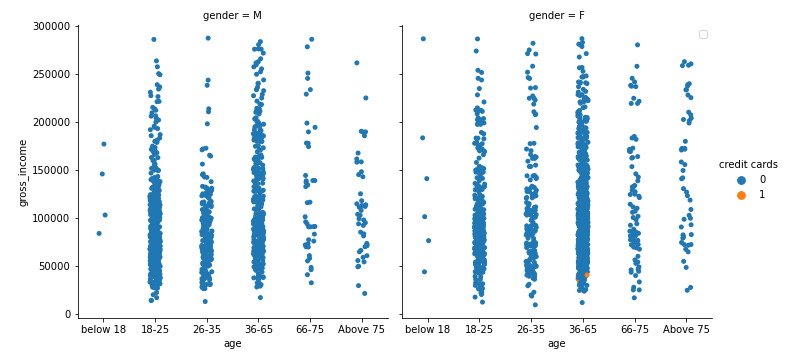 gender = M
gender = F
300000
250000
200000
150000
100000
50000
0
gross_income
below 18 18-25 26-35 36-65 66-75 Above 75
age
below 18 18-25 26-35 36-65 66-75 Above 75
age
credit cards
0
1